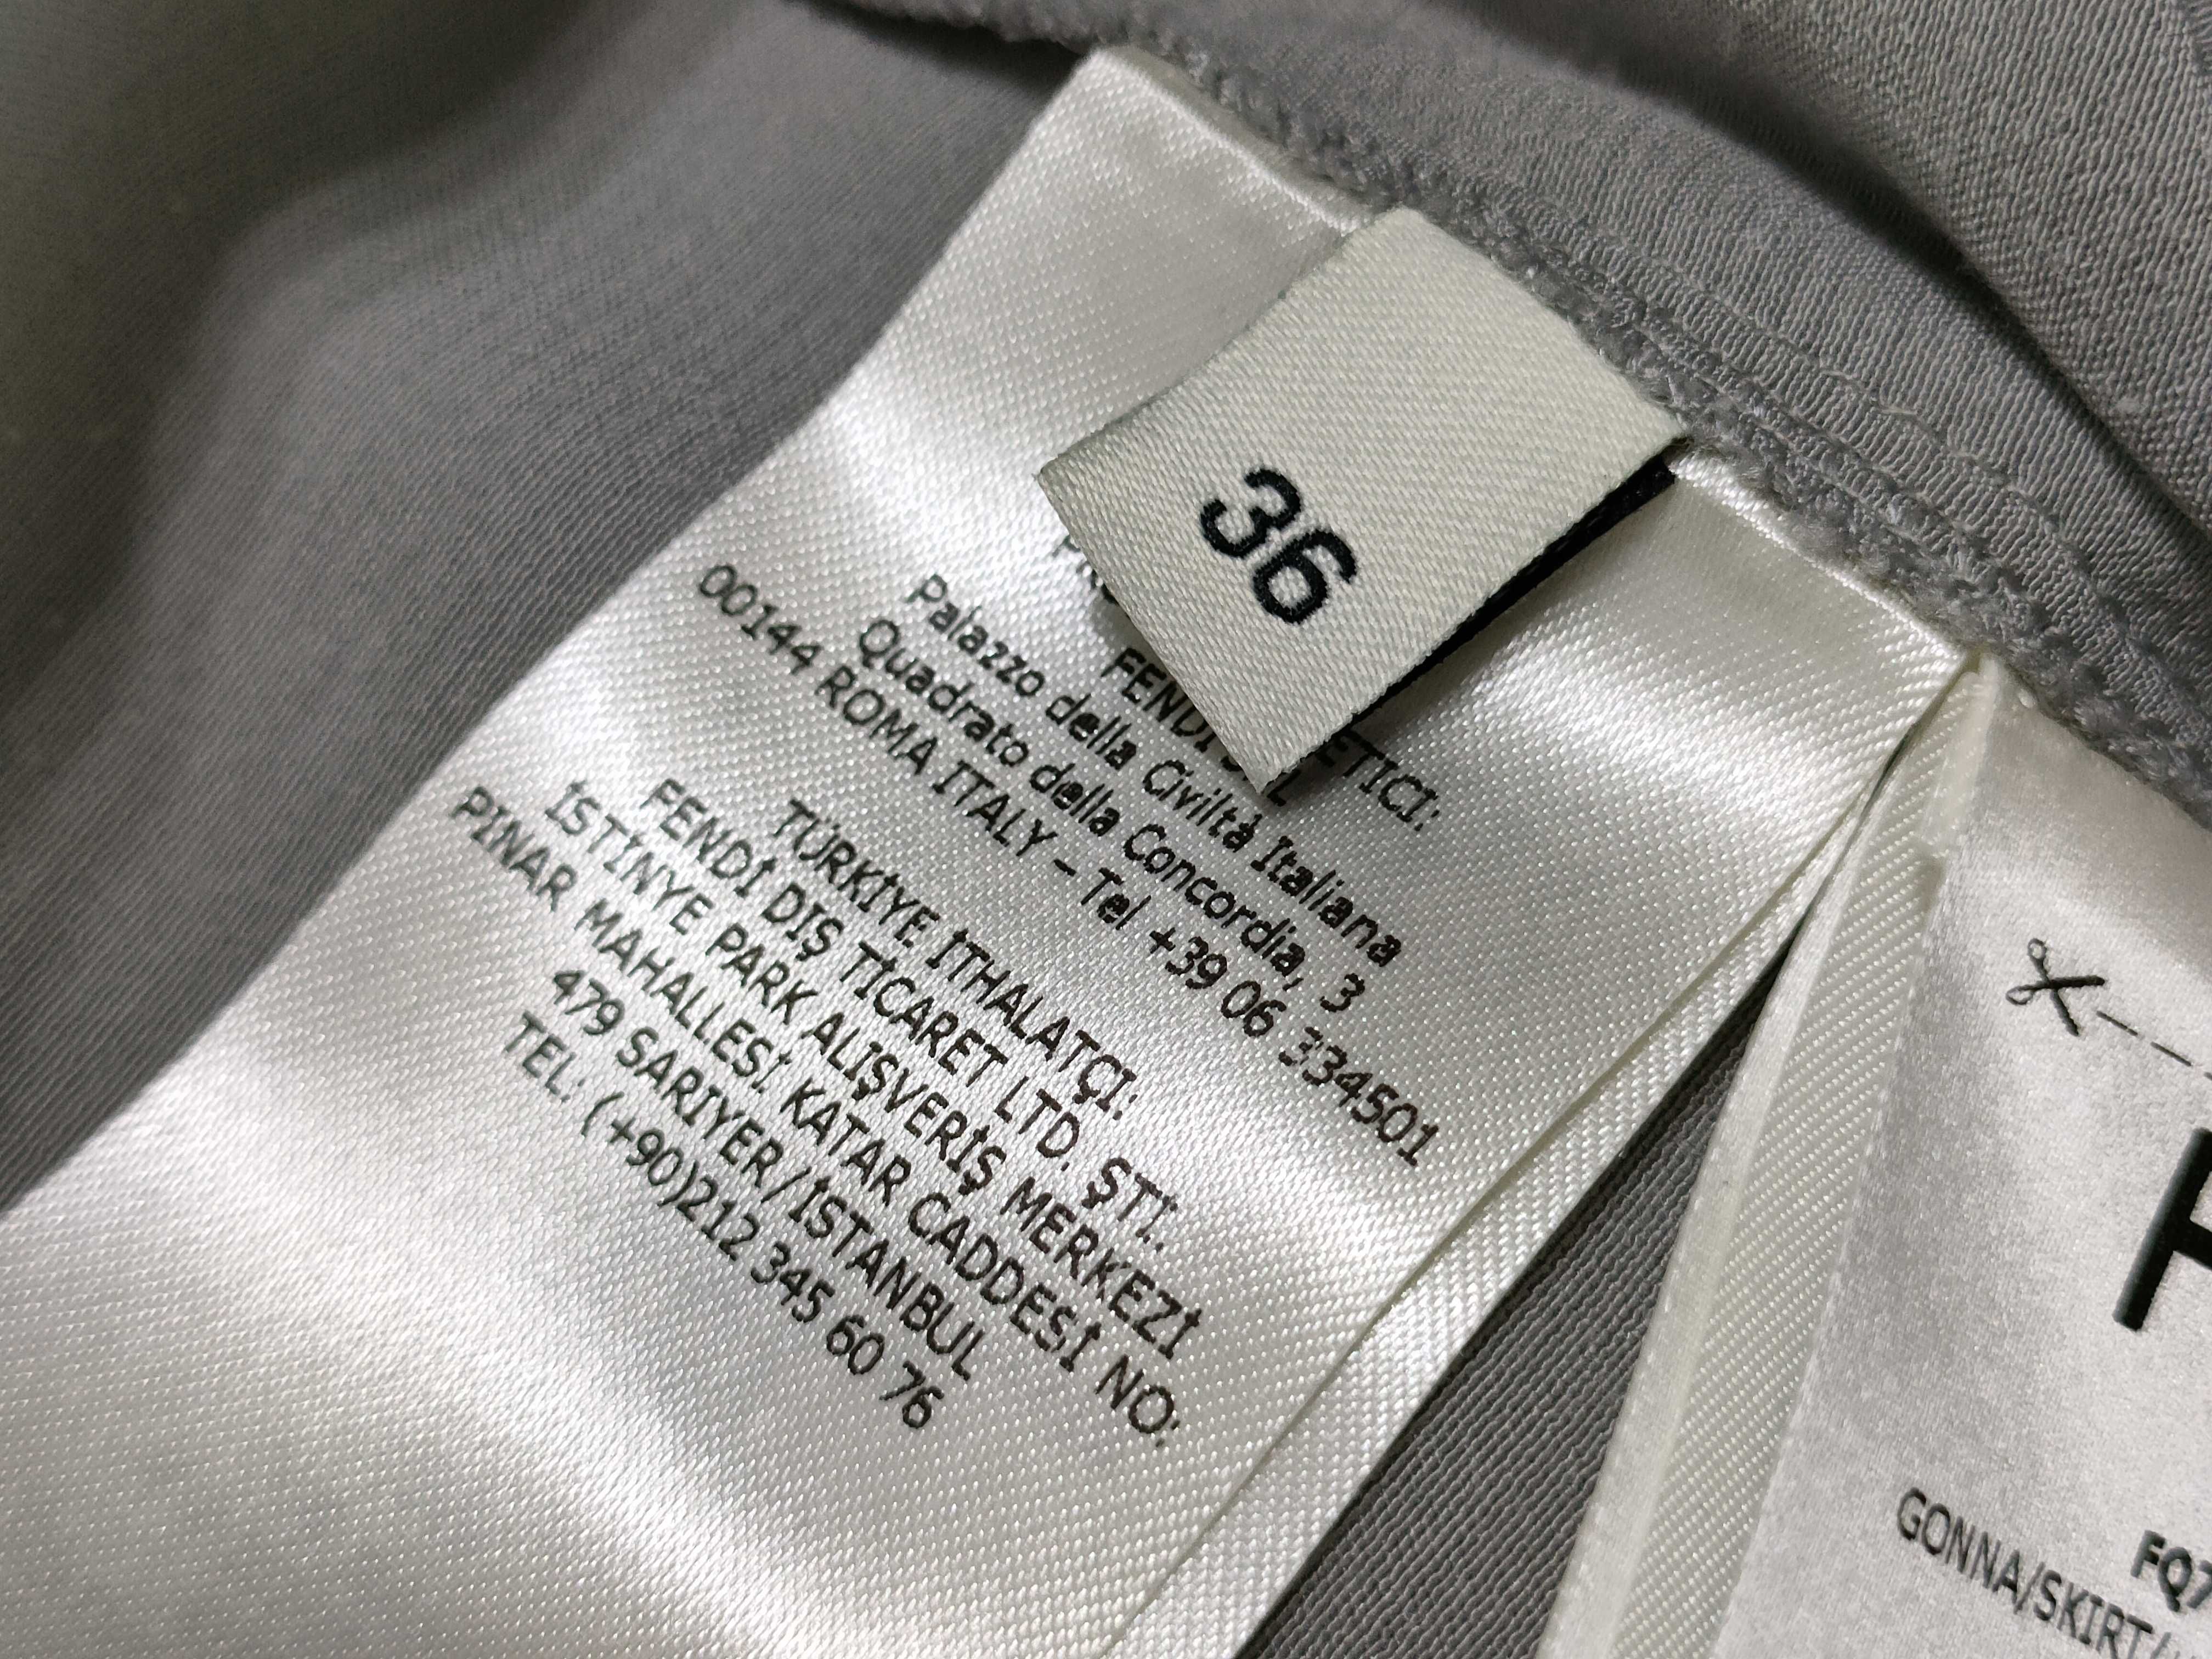 36
ETICI:
FENDI
Palazzo della Civiltà Italiana
Quadrato della Concordia, 3
00144 ROMA ITALY - Tel +39 06 334501
TÜRKİYE İTHALATÇI:
FENDİ DIŞ TİCARET LTD. ŞTİ.
İSTİNYE PARK ALIŞVERİŞ MERKEZİ
PINAR MAHALLESİ KATAR CADDESİ NO:
479 SARIYER/İSTANBUL
TEL: (+90)212 345 60 76
FQ7
GONNA/SKIRT/